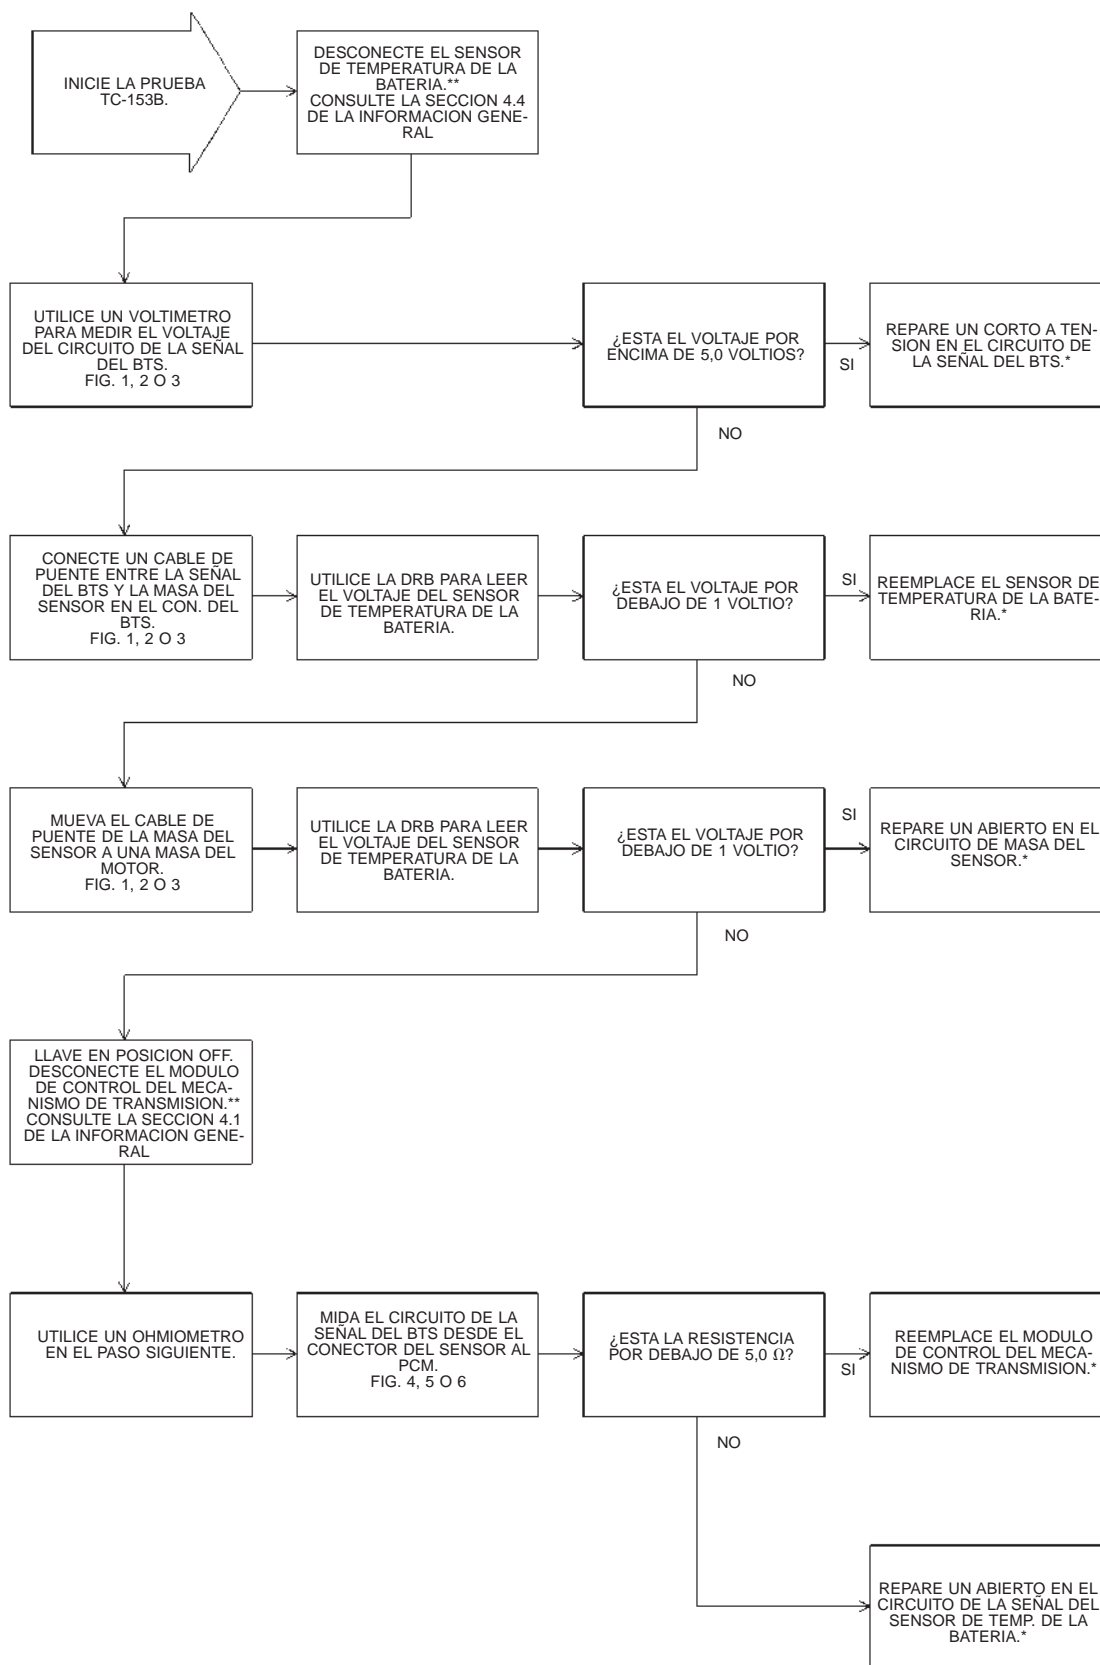 INICIE LA PRUEBA
TC-153B.
DESCONECTE EL SENSOR
DE TEMPERATURA DE LA
BATERIA.**
CONSULTE LA SECCION 4.4
DE LA INFORMACION GENE-
RAL
UTILICE UN VOLTIMETRO
PARA MEDIR EL VOLTAJE
DEL CIRCUITO DE LA SEÑAL
DEL BTS.
FIG. 1, 2 O 3
¿ESTA EL VOLTAJE POR
ENCIMA DE 5,0 VOLTIOS?
SI
REPARE UN CORTO A TEN-
SION EN EL CIRCUITO DE
LA SEÑAL DEL BTS.*
NO
CONECTE UN CABLE DE
PUENTE ENTRE LA SEÑAL
DEL BTS Y LA MASA DEL
SENSOR EN EL CON. DEL
BTS.
FIG. 1, 2 O 3
UTILICE LA DRB PARA LEER
EL VOLTAJE DEL SENSOR
DE TEMPERATURA DE LA
BATERIA.
¿ESTA EL VOLTAJE POR
DEBAJO DE 1 VOLTIO?
SI
REEMPLACE EL SENSOR DE
TEMPERATURA DE LA BATE-
RIA.*
NO
MUEVA EL CABLE DE
PUENTE DE LA MASA DEL
SENSOR A UNA MASA DEL
MOTOR.
FIG. 1, 2 O 3
UTILICE LA DRB PARA LEER
EL VOLTAJE DEL SENSOR
DE TEMPERATURA DE LA
BATERIA.
¿ESTA EL VOLTAJE POR
DEBAJO DE 1 VOLTIO?
SI
REPARE UN ABIERTO EN EL
CIRCUITO DE MASA DEL
SENSOR.*
NO
LLAVE EN POSICION OFF.
DESCONECTE EL MODULO
DE CONTROL DEL MECA-
NISMO DE TRANSMISION.**
CONSULTE LA SECCION 4.1
DE LA INFORMACION GENE-
RAL
UTILICE UN OHMIOMETRO
EN EL PASO SIGUIENTE.
MIDA EL CIRCUITO DE LA
SEÑAL DEL BTS DESDE EL
CONECTOR DEL SENSOR AL
PCM.
FIG. 4, 5 O 6
¿ESTA LA RESISTENCIA
POR DEBAJO DE 5,0 Ω?
SI
REEMPLACE EL MODULO
DE CONTROL DEL MECA-
NISMO DE TRANSMISION.*
NO
REPARE UN ABIERTO EN EL
CIRCUITO DE LA SEÑAL DEL
SENSOR DE TEMP. DE LA
BATERIA.*